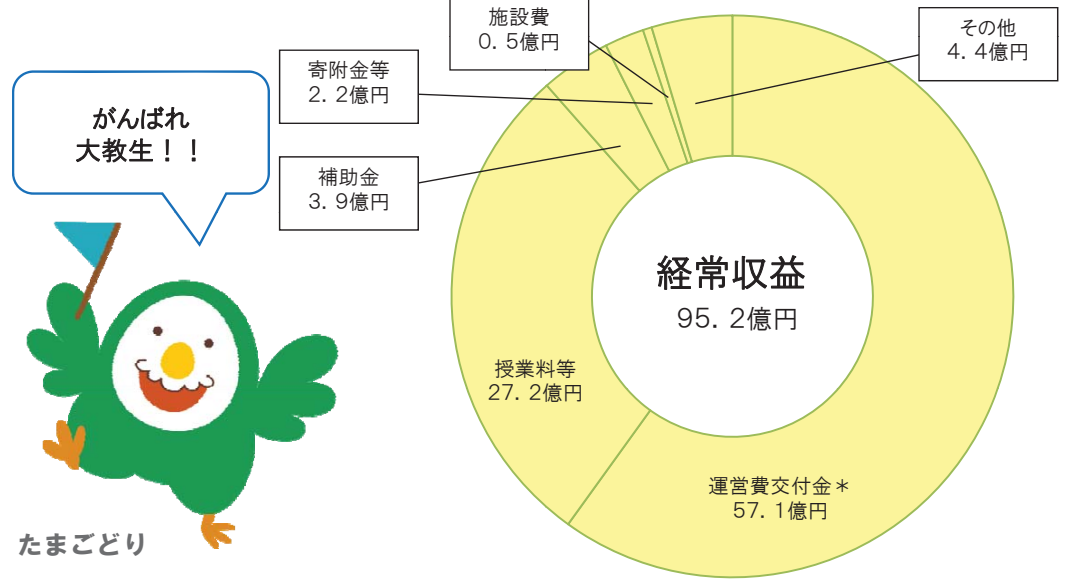 施設費
0．5億円
その他
4．4億円
寄附金等
2．2億円
がんばれ
大教生！！
補助金
3．9億円
経常収益
95．2億円
授業料等
27．2億円
運営費交付金＊
57．1億円
たまごどり